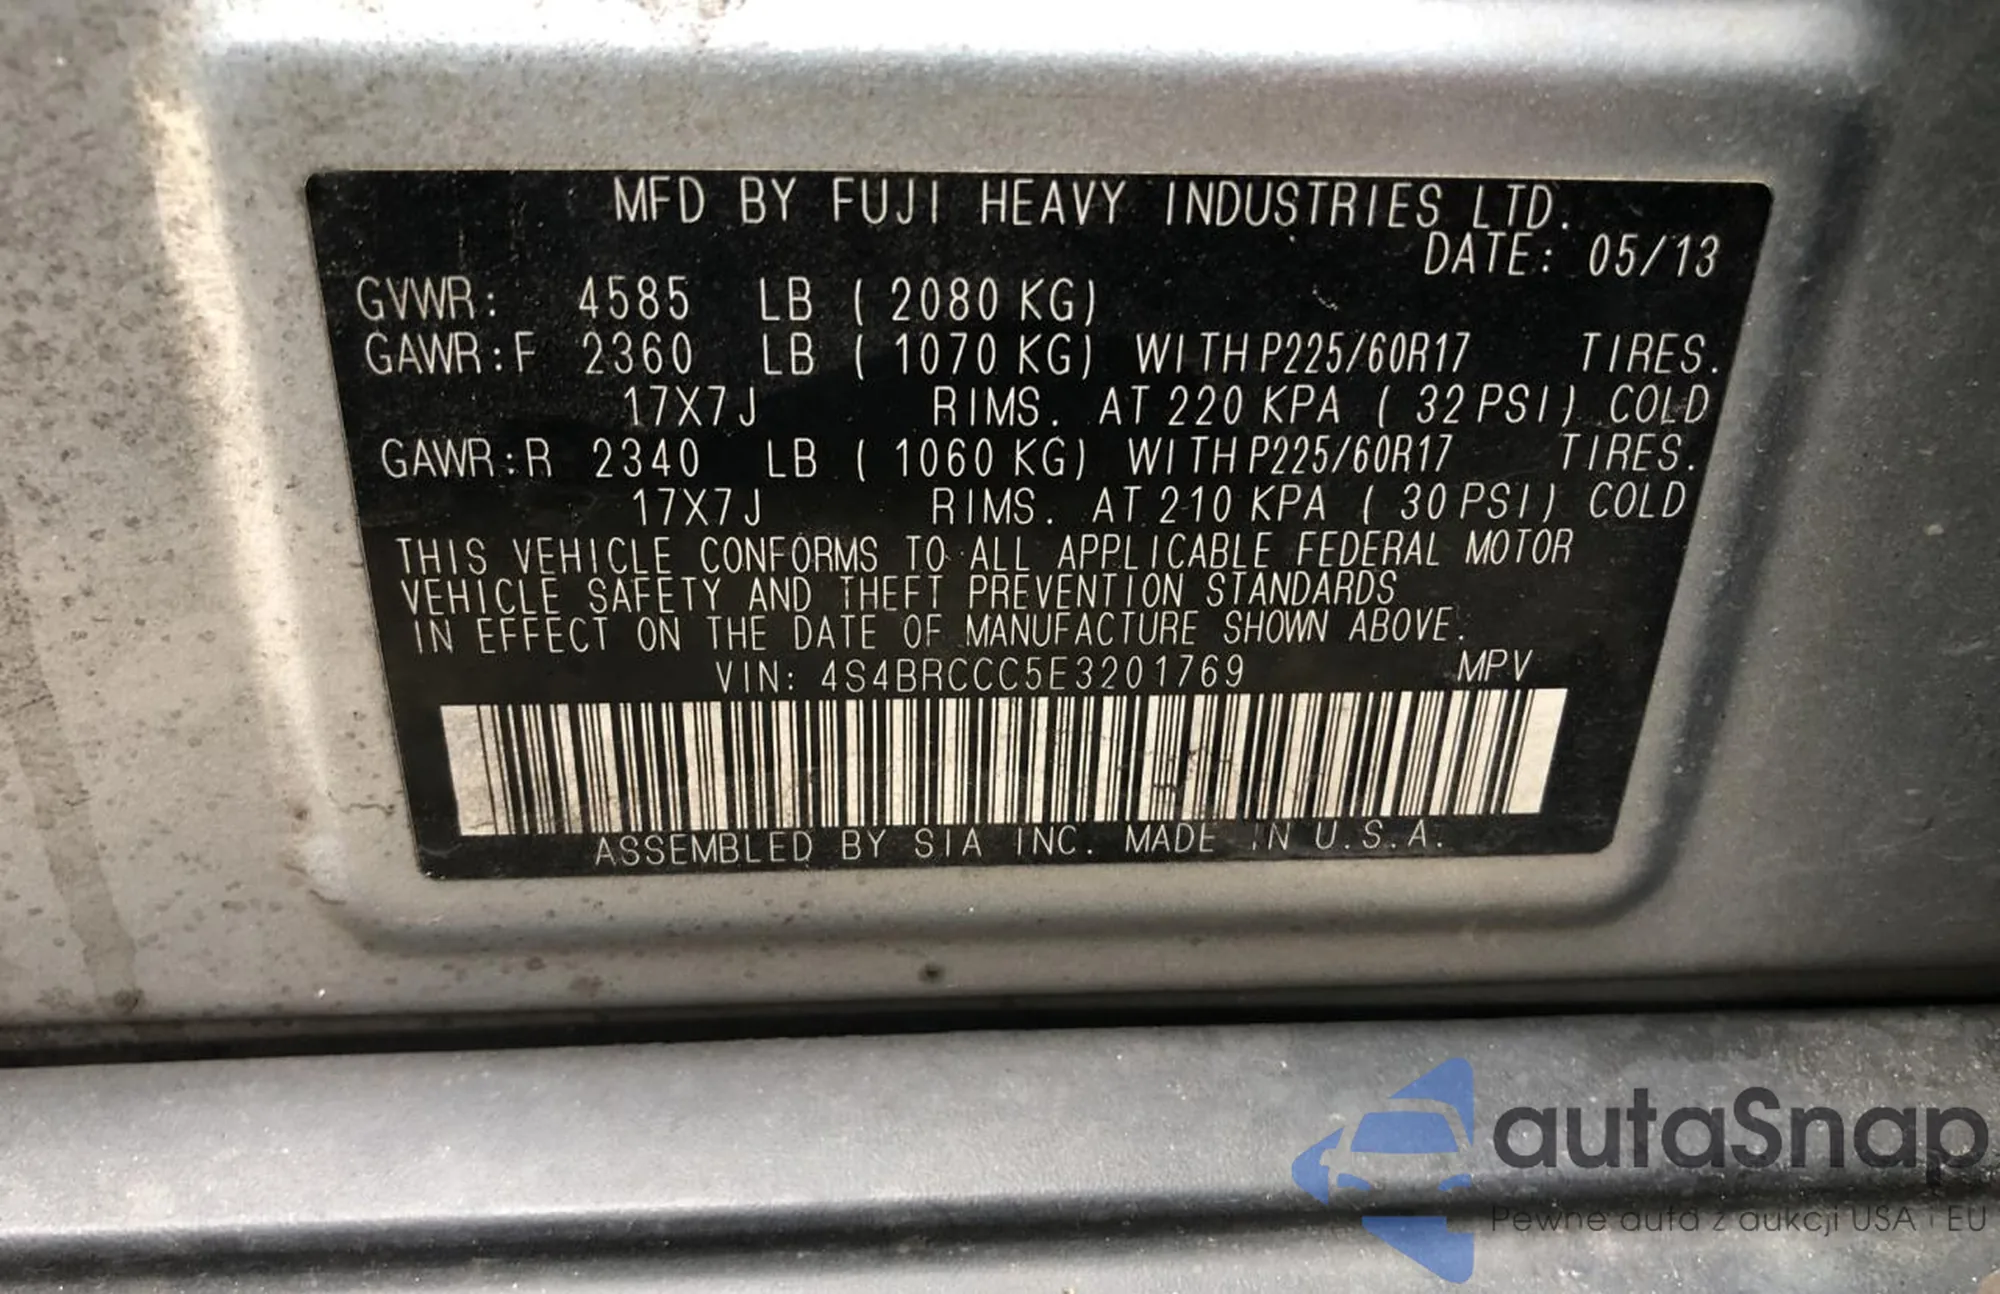 MFD BY FUJI HEAVY INDUSTRIES LTD.
DATE: 05/13
GVWR: 4585 LB ( 2080 KG)
GAWR:F 2360 LB ( 1070 KG) WITH P225/60R17 TIRES.
17X7J RIMS. AT 220 KPA ( 32 PSI) COLD
GAWR:R 2340 LB ( 1060 KG) WITH P225/60R17 TIRES.
17X7J RIMS. AT 210 KPA ( 30 PSI) COLD
THIS VEHICLE CONFORMS TO ALL APPLICABLE FEDERAL MOTOR
VEHICLE SAFETY AND THEFT PREVENTION STANDARDS
IN EFFECT ON THE DATE OF MANUFACTURE SHOWN ABOVE.
VIN: 4S4BRCCC5E3201769 MPV
ASSEMBLED BY SIA INC. MADE IN U.S.A.
autaSnap
Pewne auta z aukcji USA i EU